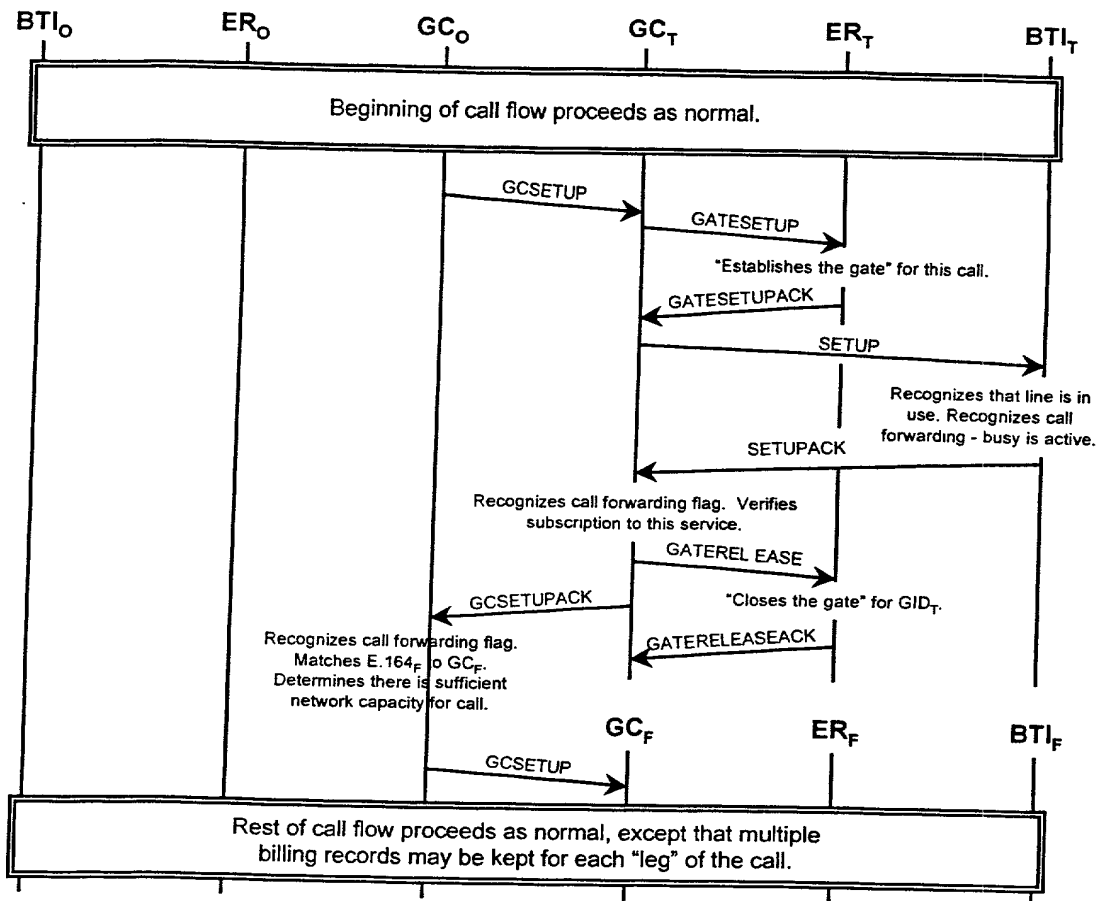 BTIO ERO GCO GCT ERT BTIT
Beginning of call flow proceeds as normal.
GCSETUP
GATESETUP
"Establishes the gate" for this call.
GATESETUPACK
SETUP
Recognizes that line is in
use. Recognizes call
forwarding - busy is active.
SETUPACK
Recognizes call forwarding flag. Verifies
subscription to this service.
GATEREL EASE
GCSETUPACK
"Closes the gate" for GIDT.
Recognizes call forwarding flag.
Matches E.164F to GCF.
Determines there is sufficient
network capacity for call.
GATERELEASEACK
GCF ERF BTIF
GCSETUP
Rest of call flow proceeds as normal, except that multiple
billing records may be kept for each "leg" of the call.